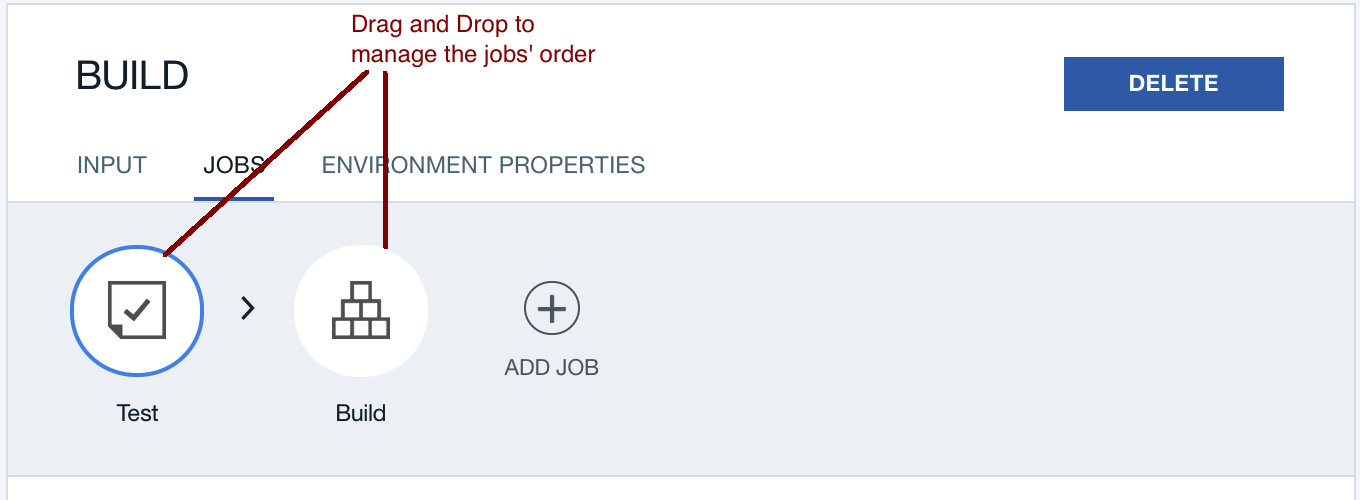 Drag and Drop to
manage the jobs' order
BUILD
DELETE
INPUT
JOBS
ENVIRONMENT PROPERTIES
ADD JOB
Test
Build